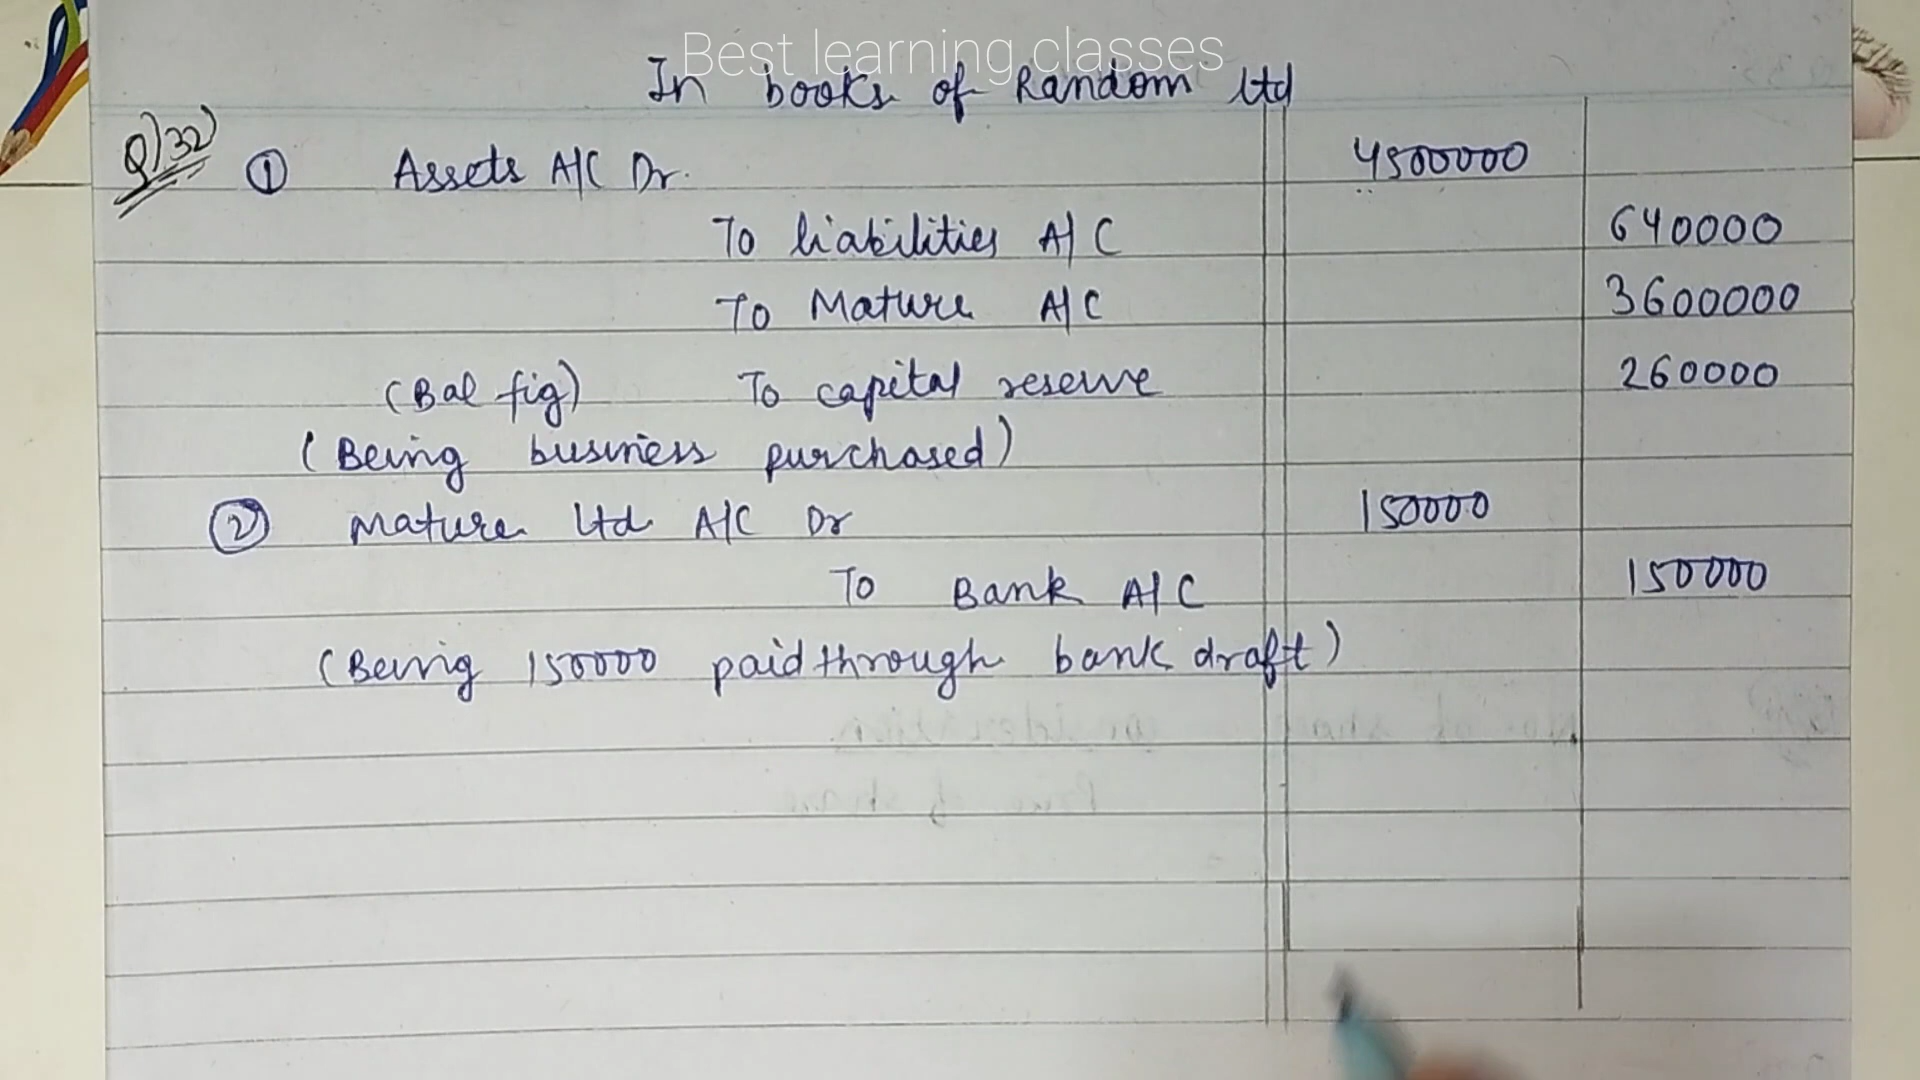 Best learning classes
In books of Random ltd
Q)32)
① Assets A/C Dr. 4500000
To liabilities A/C 640000
To Mature A/C 3600000
(Bal fig) To capital reserve 260000
(Being business purchased)
② Mature ltd A/C Dr 150000
To Bank A/C 150000
(Being 150000 paid through bank draft)